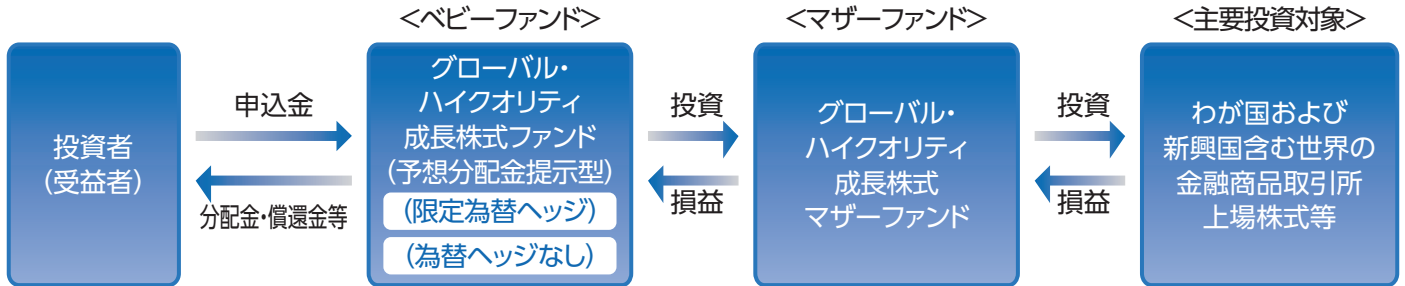 <ベビーファンド>
<マザーファンド>
<主要投資対象>
投資者
(受益者)
申込金
分配金・償還金等
グローバル・
ハイクオリティ
成長株式ファンド
(予想分配金提示型)
(限定為替ヘッジ)
(為替ヘッジなし)
投資
損益
グローバル・
ハイクオリティ
成長株式
マザーファンド
投資
損益
わが国および
新興国含む世界の
金融商品取引所
上場株式等